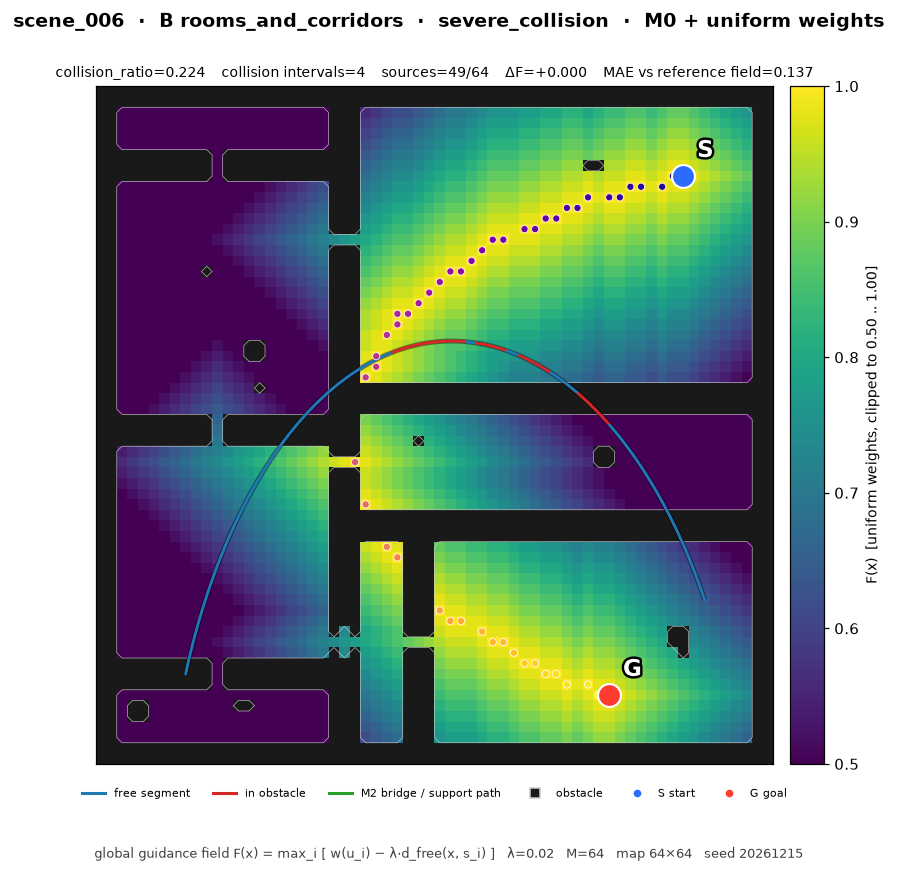 scene_006 · B rooms_and_corridors · severe_collision · M0 + uniform weights
collision_ratio=0.224 collision intervals=4 sources=49/64 ΔF=+0.000 MAE vs reference field=0.137
S
G
1.0
0.9
0.8
0.7
0.6
0.5
F(x) [uniform weights, clipped to 0.50 .. 1.00]
free segment in obstacle M2 bridge / support path obstacle S start G goal
global guidance field F(x) = max_i [ w(u_i) − λ·d_free(x, s_i) ] λ=0.02 M=64 map 64×64 seed 20261215